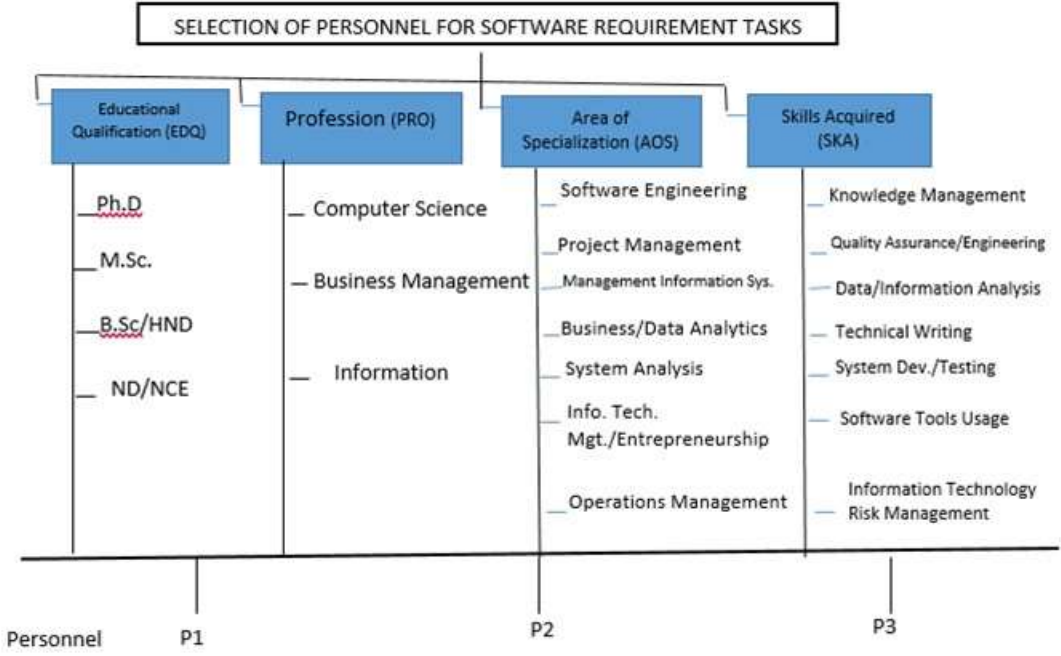 SELECTION OF PERSONNEL FOR SOFTWARE REQUIREMENT TASKS
Educational
Qualification (EDQ)
Profession (PRO)
Area of
Specialization (AOS)
Skills Acquired
(SKA)
Ph.D
M.Sc.
B.Sc/HND
ND/NCE
Computer Science
Business Management
Information
Software Engineering
Project Management
Management Information Sys.
Business/Data Analytics
System Analysis
Info. Tech.
Mgt./Entrepreneurship
Operations Management
Knowledge Management
Quality Assurance/Engineering
Data/Information Analysis
Technical Writing
System Dev./Testing
Software Tools Usage
Information Technology
Risk Management
Personnel
P1
P2
P3